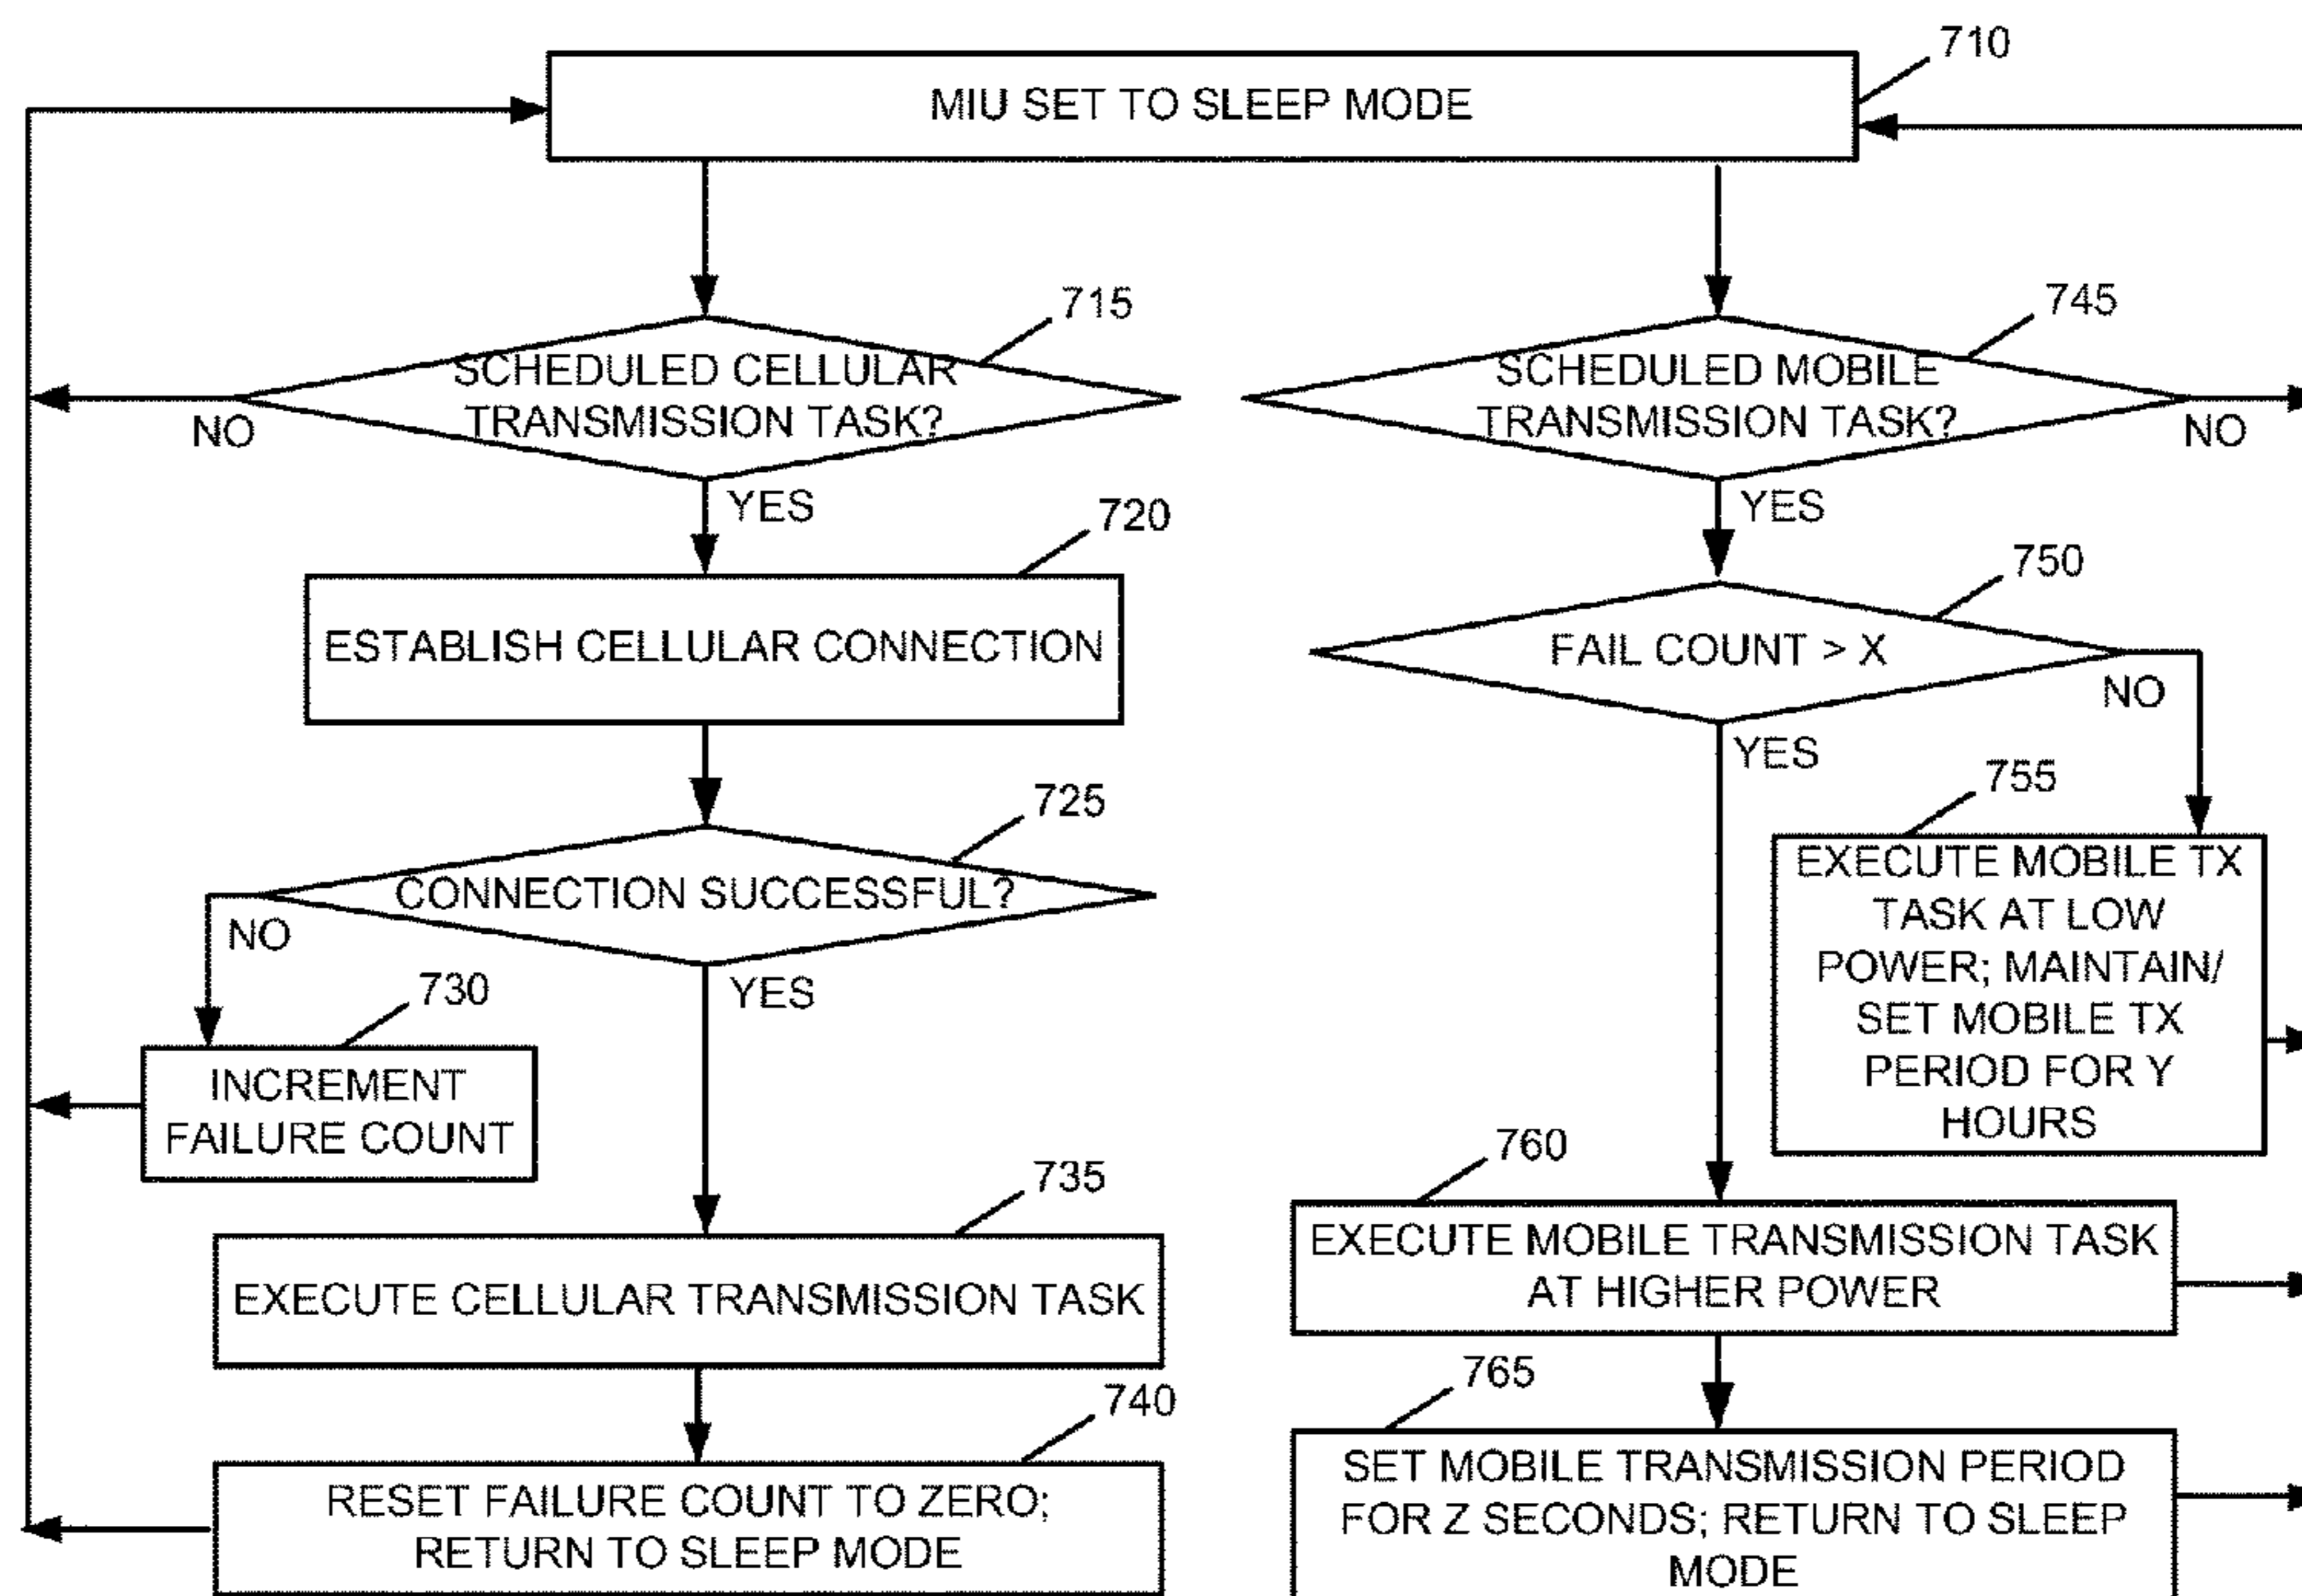 710
MIU SET TO SLEEP MODE
715
SCHEDULED CELLULAR
TRANSMISSION TASK?
NO
YES
720
ESTABLISH CELLULAR CONNECTION
725
CONNECTION SUCCESSFUL?
NO
YES
730
INCREMENT
FAILURE COUNT
735
EXECUTE CELLULAR TRANSMISSION TASK
740
RESET FAILURE COUNT TO ZERO;
RETURN TO SLEEP MODE
745
SCHEDULED MOBILE
TRANSMISSION TASK?
NO
YES
750
FAIL COUNT > X
NO
YES
755
EXECUTE MOBILE TX
TASK AT LOW
POWER; MAINTAIN/
SET MOBILE TX
PERIOD FOR Y
HOURS
760
EXECUTE MOBILE TRANSMISSION TASK
AT HIGHER POWER
765
SET MOBILE TRANSMISSION PERIOD
FOR Z SECONDS; RETURN TO SLEEP
MODE